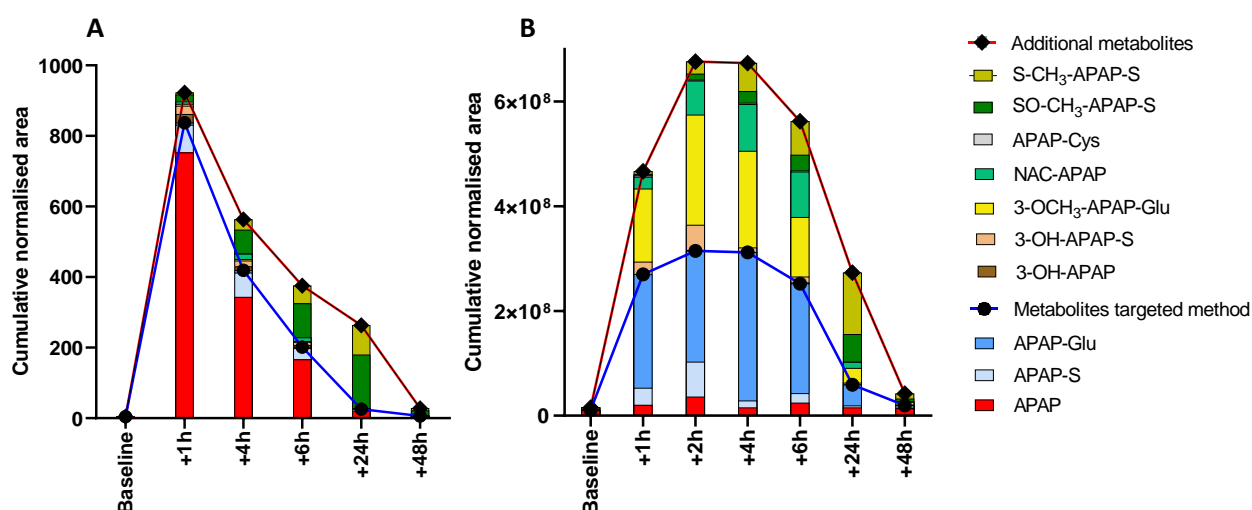 A
Cumulative normalised area
1000
800
600
400
200
0
Baseline
+1h
+4h
+6h
+24h
+48h
B
Cumulative normalised area
6×10⁸
4×10⁸
2×10⁸
0
Baseline
+1h
+2h
+4h
+6h
+24h
+48h
Additional metabolites
S-CH₃-APAP-S
SO-CH₃-APAP-S
APAP-Cys
NAC-APAP
3-OCH₃-APAP-Glu
3-OH-APAP-S
3-OH-APAP
Metabolites targeted method
APAP-Glu
APAP-S
APAP